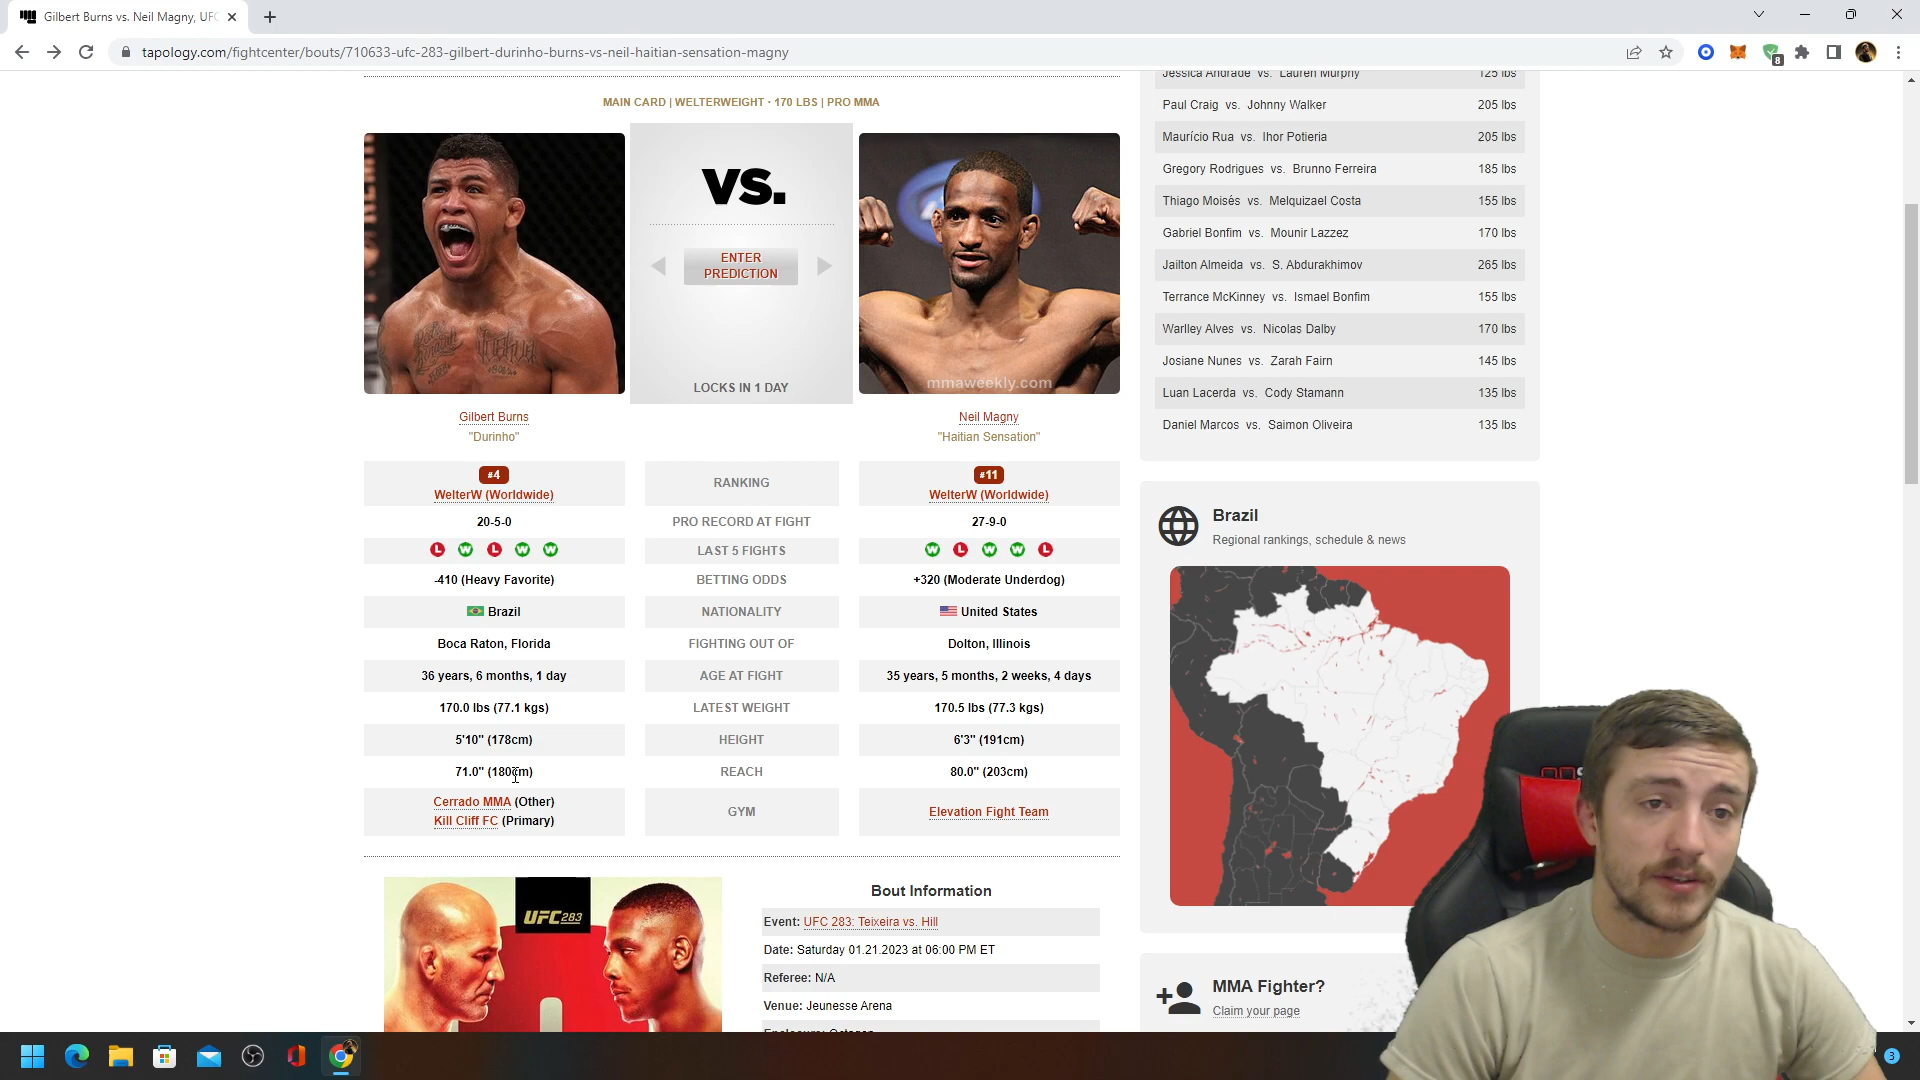 Gilbert Burns vs. Neil Magny, UFC
tapology.com/fightcenter/bouts/710633-ufc-283-gilbert-durinho-burns-vs-neil-haitian-sensation-magny
8
MAIN CARD | WELTERWEIGHT · 170 LBS | PRO MMA
VS.
ENTER
PREDICTION
LOCKS IN 1 DAY
mmaweekly.com
Gilbert Burns
"Durinho"
Neil Magny
"Haitian Sensation"
#4
WelterW (Worldwide)
RANKING
#11
WelterW (Worldwide)
20-5-0
PRO RECORD AT FIGHT
27-9-0
L W L W W
LAST 5 FIGHTS
W L W W L
-410 (Heavy Favorite)
BETTING ODDS
+320 (Moderate Underdog)
Brazil
NATIONALITY
United States
Boca Raton, Florida
FIGHTING OUT OF
Dolton, Illinois
36 years, 6 months, 1 day
AGE AT FIGHT
35 years, 5 months, 2 weeks, 4 days
170.0 lbs (77.1 kgs)
LATEST WEIGHT
170.5 lbs (77.3 kgs)
5'10" (178cm)
HEIGHT
6'3" (191cm)
71.0" (180cm)
REACH
80.0" (203cm)
Cerrado MMA (Other)
Kill Cliff FC (Primary)
GYM
Elevation Fight Team
UFC283
Bout Information
Event: UFC 283: Teixeira vs. Hill
Date: Saturday 01.21.2023 at 06:00 PM ET
Referee: N/A
Venue: Jeunesse Arena
Enclosure: Octagon
Jessica Andrade vs. Lauren Murphy 125 lbs
Paul Craig vs. Johnny Walker 205 lbs
Maurício Rua vs. Ihor Potieria 205 lbs
Gregory Rodrigues vs. Brunno Ferreira 185 lbs
Thiago Moisés vs. Melquizael Costa 155 lbs
Gabriel Bonfim vs. Mounir Lazzez 170 lbs
Jailton Almeida vs. S. Abdurakhimov 265 lbs
Terrance McKinney vs. Ismael Bonfim 155 lbs
Warlley Alves vs. Nicolas Dalby 170 lbs
Josiane Nunes vs. Zarah Fairn 145 lbs
Luan Lacerda vs. Cody Stamann 135 lbs
Daniel Marcos vs. Saimon Oliveira 135 lbs
Brazil
Regional rankings, schedule & news
MMA Fighter?
Claim your page
3